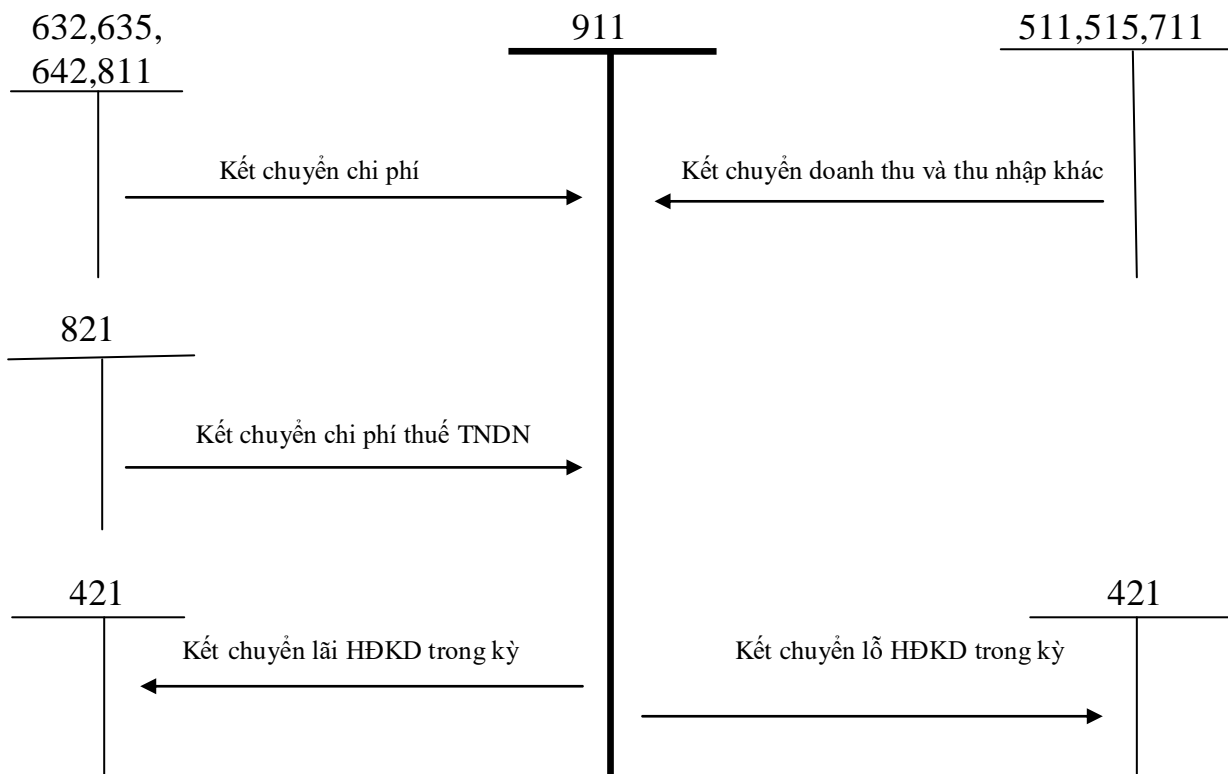 632,635,
642,811
911
511,515,711
Kết chuyển chi phí
Kết chuyển doanh thu và thu nhập khác
821
Kết chuyển chi phí thuế TNDN
421
421
Kết chuyển lãi HĐKD trong kỳ
Kết chuyển lỗ HĐKD trong kỳ